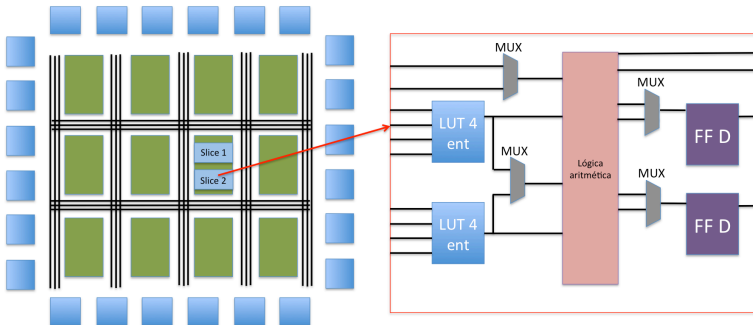 Slice 1
Slice 2
MUX
LUT 4
ent
MUX
LUT 4
ent
Lógica
aritmética
MUX
FF D
MUX
FF D